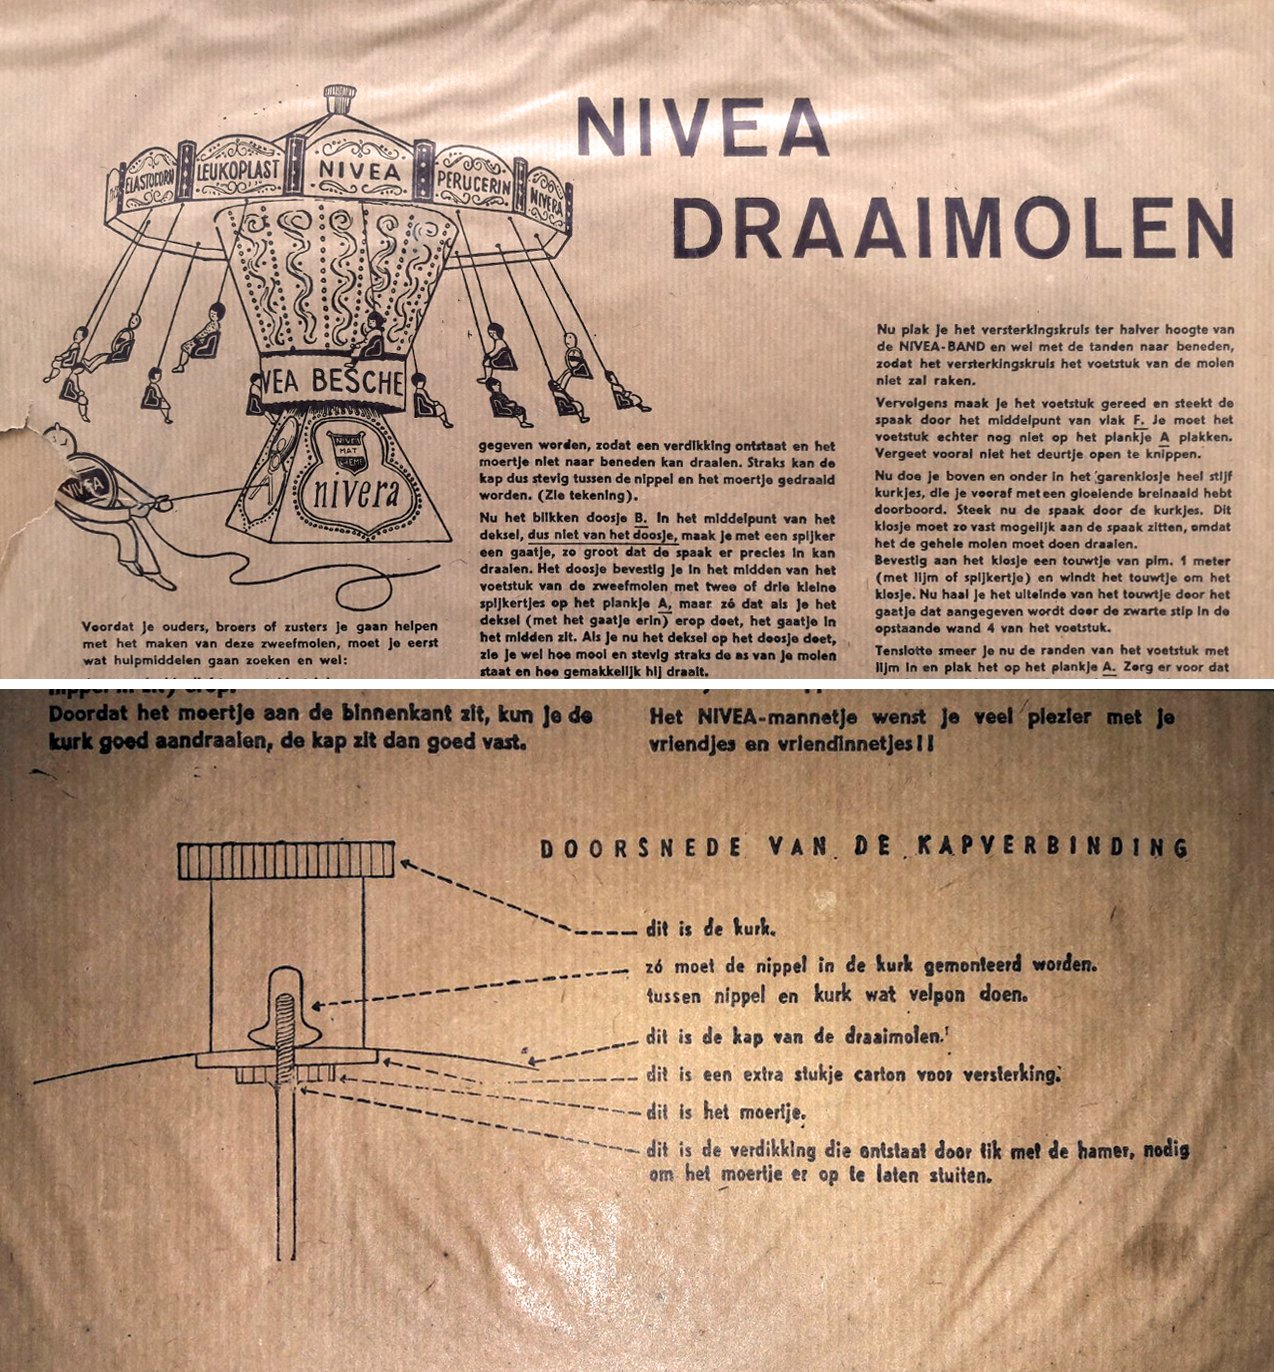 NIVEA
DRAAIMOLEN
ELASTOCORN
LEUKOPLAST
NIVEA
PERUCERIN
NIVERA
VEA BESCHE
NIVEA
MAT
CREME
nivera
NIVEA
Voordat je ouders, broers of zusters je gaan helpen
met het maken van deze zweefmolen, moet je eerst
wat hulpmiddelen gaan zoeken en wel:
gegeven worden, zodat een verdikking ontstaat en het
moertje niet naar beneden kan draaien. Straks kan de
kap dus stevig tussen de nippel en het moertje gedraaid
worden. (Zie tekening).
Nu het blikken doosje B. In het middelpunt van het
deksel, dus niet van het doosje, maak je met een spijker
een gaatje, zo groot dat de spaak er precies in kan
draaien. Het doosje bevestig je in het midden van het
voetstuk van de zweefmolen met twee of drie kleine
spijkertjes op het plankje A, maar zó dat als je het
deksel (met het gaatje erin) erop doet, het gaatje in
het midden zit. Als je nu het deksel op het doosje doet,
zie je wel hoe mooi en stevig straks de as van je molen
staat en hoe gemakkelijk hij draait.
Nu plak je het versterkingskruis ter halver hoogte van
de NIVEA-BAND en wel met de tanden naar beneden,
zodat het versterkingskruis het voetstuk van de molen
niet zal raken.
Vervolgens maak je het voetstuk gereed en steekt de
spaak door het middelpunt van vlak F. Je moet het
voetstuk echter nog niet op het plankje A plakken.
Vergeet vooral niet het deurtje open te knippen.
Nu doe je boven en onder in het garenklosje heel stijf
kurkjes, die je vooraf met een gloeiende breinaald hebt
doorboord. Steek nu de spaak door de kurkjes. Dit
klosje moet zo vast mogelijk aan de spaak zitten, omdat
het de gehele molen moet doen draaien.
Bevestig aan het klosje een touwtje van plm. 1 meter
(met lijm of spijkertje) en windt het touwtje om het
klosje. Nu haal je het uiteinde van het touwtje door het
gaatje dat aangegeven wordt door de zwarte stip in de
opstaande wand 4 van het voetstuk.
Tenslotte smeer je nu de randen van het voetstuk met
lijm in en plak het op het plankje A. Zorg er voor dat
Doordat het moertje aan de binnenkant zit, kun je de
kurk goed aandraaien, de kap zit dan goed vast.
Het NIVEA-mannetje wenst je veel plezier met je
vriendjes en vriendinnetjes!!
DOORSNEDE VAN DE KAPVERBINDING
dit is de kurk.
zó moet de nippel in de kurk gemonteerd worden.
tussen nippel en kurk wat velpon doen.
dit is de kap van de draaimolen.
dit is een extra stukje carton voor versterking.
dit is het moertje.
dit is de verdikking die ontstaat door tik met de hamer, nodig
om het moertje er op te laten stuiten.